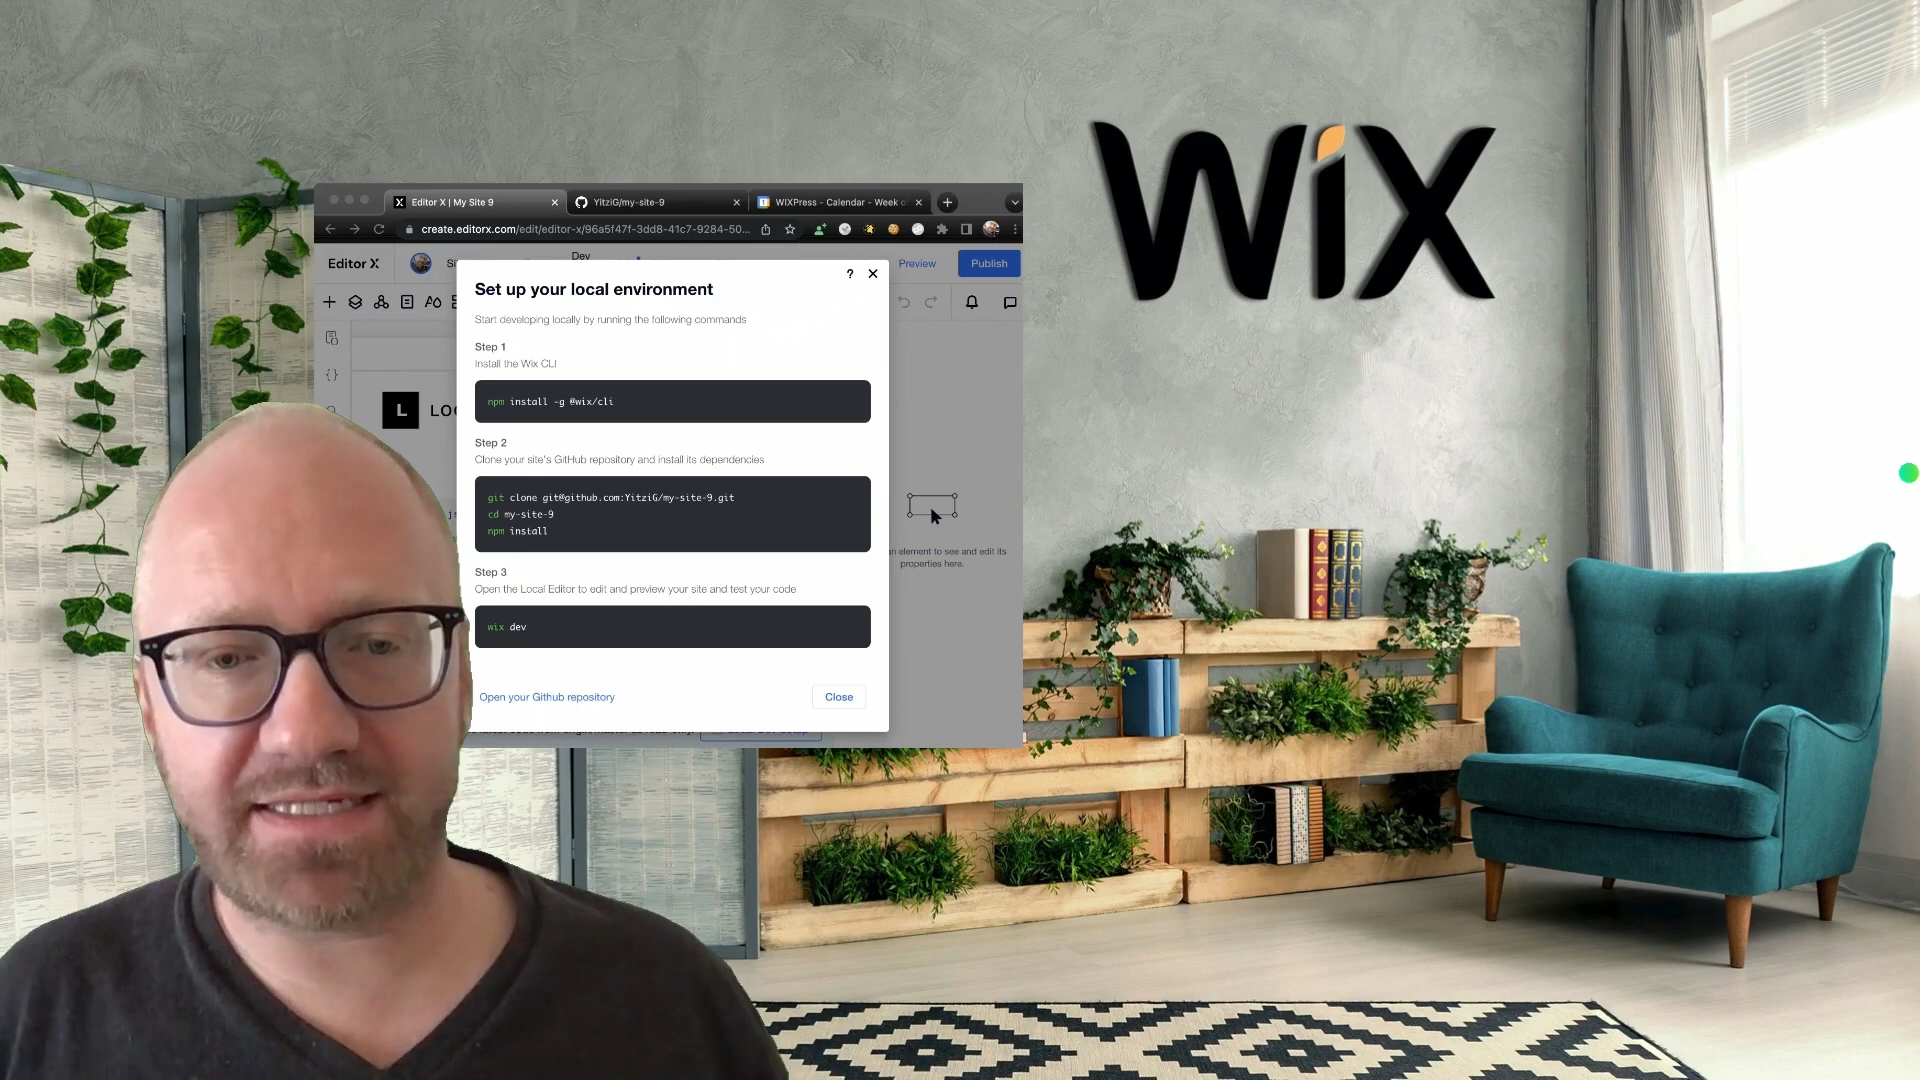 WiX
Editor X | My Site 9
YitziG/my-site-9
WIXPress - Calendar - Week o
create.editorx.com/edit/editor-x/96a5f47f-3dd8-41c7-9284-50...
Editor X
Dev
Preview
Publish
L
Set up your local environment
Start developing locally by running the following commands
Step 1
Install the Wix CLI
npm install -g @wix/cli
Step 2
Clone your site's GitHub repository and install its dependencies
git clone git@github.com:YitziG/my-site-9.git
cd my-site-9
npm install
Step 3
Open the Local Editor to edit and preview your site and test your code
wix dev
Open your Github repository
Close
an element to see and edit its
properties here.